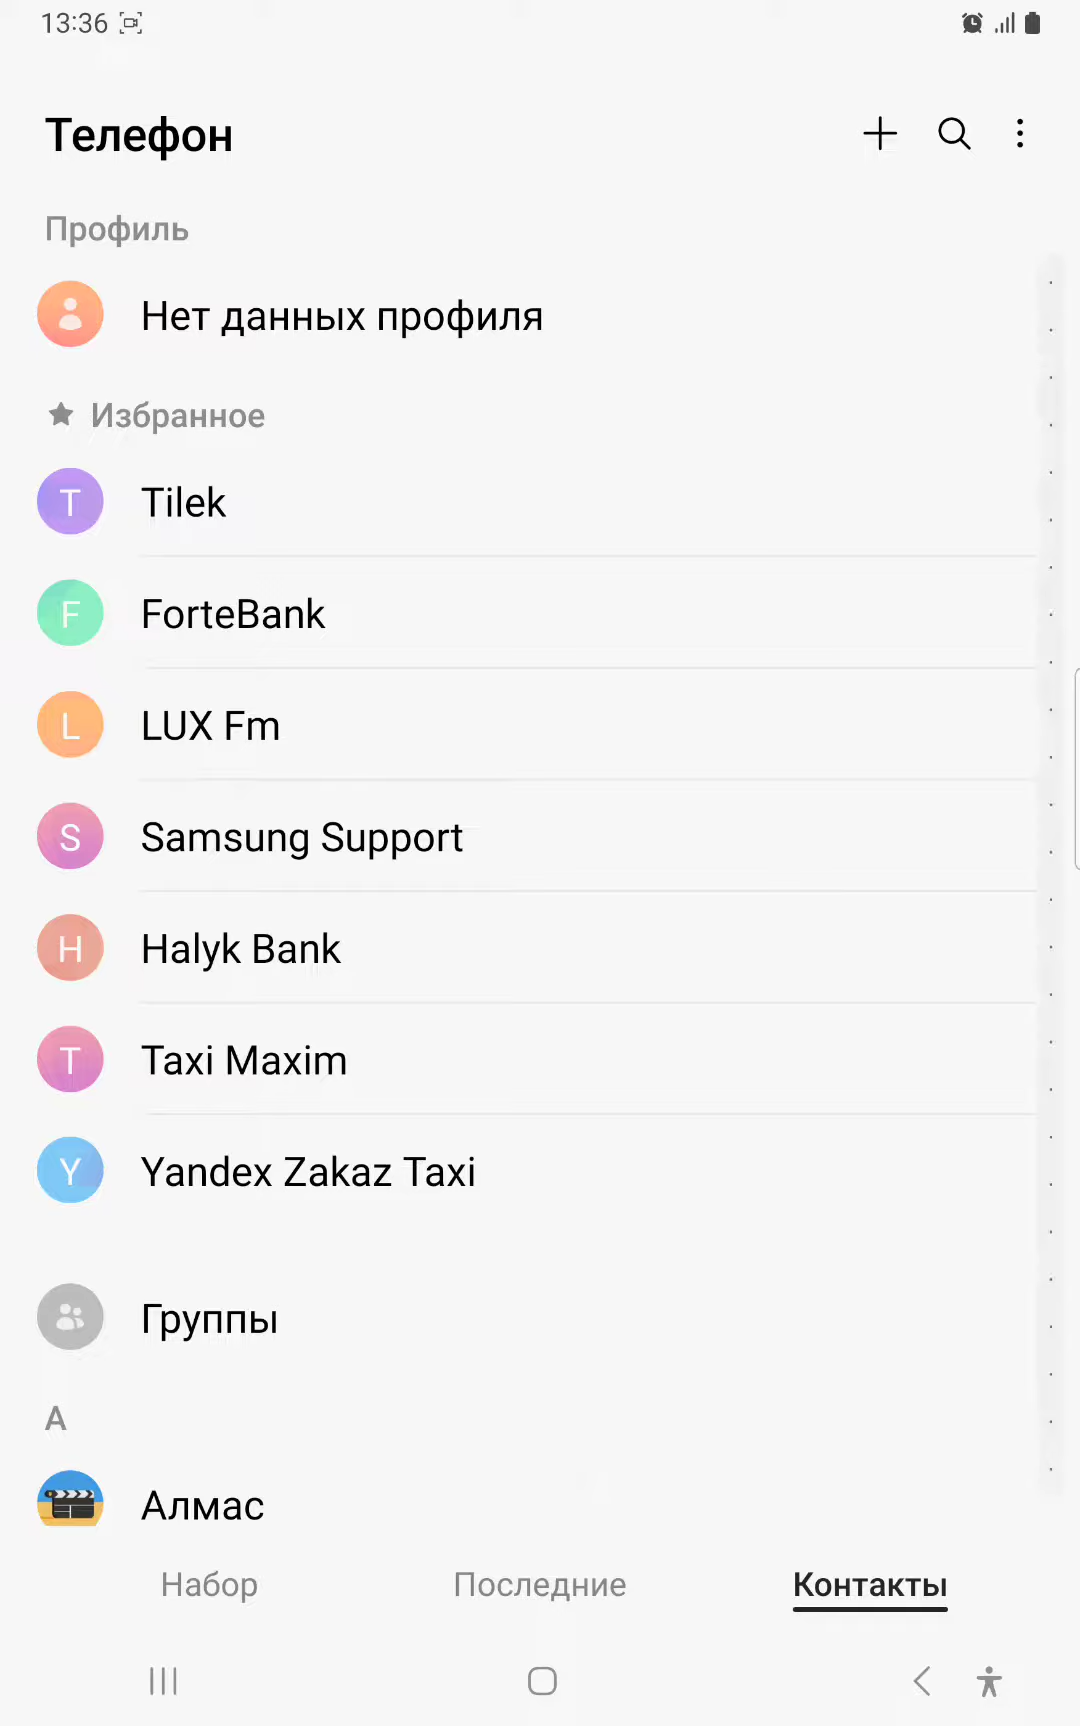 13:36
Телефон
Профиль
Нет данных профиля
Избранное
T Tilek
F ForteBank
L LUX Fm
S Samsung Support
H Halyk Bank
T Taxi Maxim
Y Yandex Zakaz Taxi
Группы
А
Алмас
Набор Последние Контакты